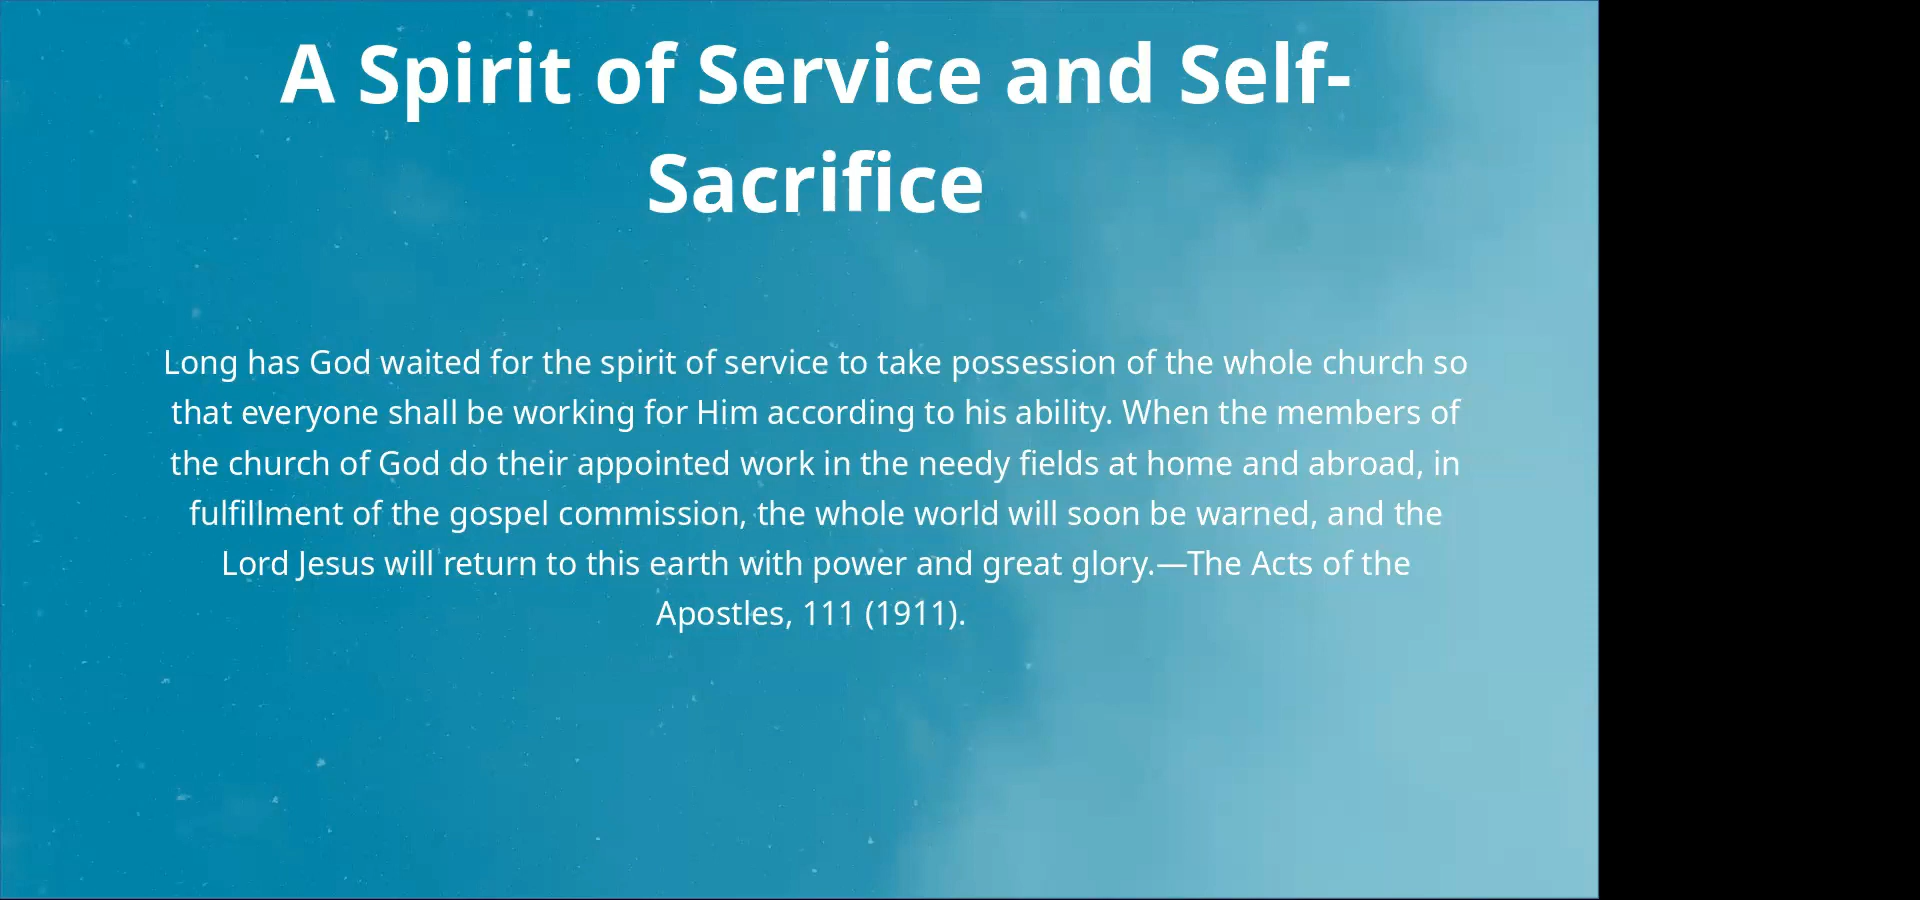 A Spirit of Service and Self-
Sacrifice
Long has God waited for the spirit of service to take possession of the whole church so
that everyone shall be working for Him according to his ability. When the members of
the church of God do their appointed work in the needy fields at home and abroad, in
fulfillment of the gospel commission, the whole world will soon be warned, and the
Lord Jesus will return to this earth with power and great glory.—The Acts of the
Apostles, 111 (1911).